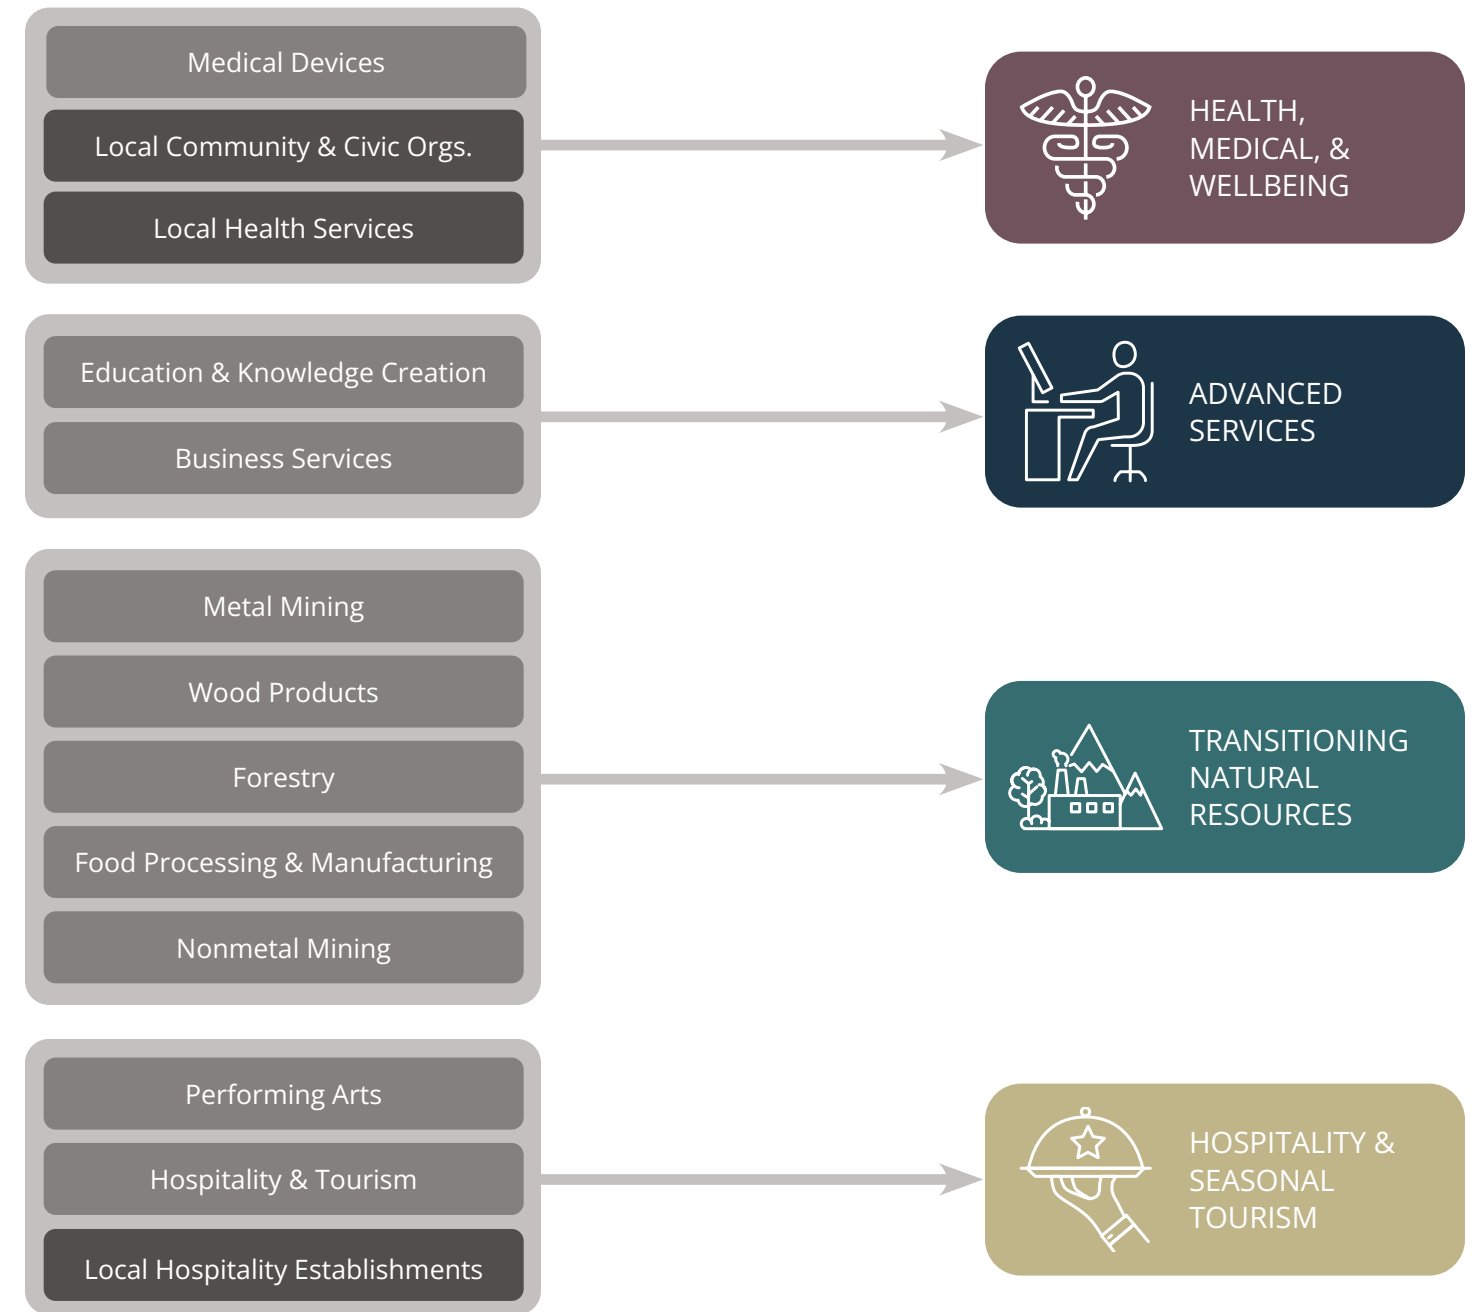 Medical Devices
Local Community & Civic Orgs.
Local Health Services
HEALTH,
MEDICAL, &
WELLBEING
Education & Knowledge Creation
Business Services
ADVANCED
SERVICES
Metal Mining
Wood Products
Forestry
Food Processing & Manufacturing
Nonmetal Mining
TRANSITIONING
NATURAL
RESOURCES
Performing Arts
Hospitality & Tourism
Local Hospitality Establishments
HOSPITALITY &
SEASONAL
TOURISM